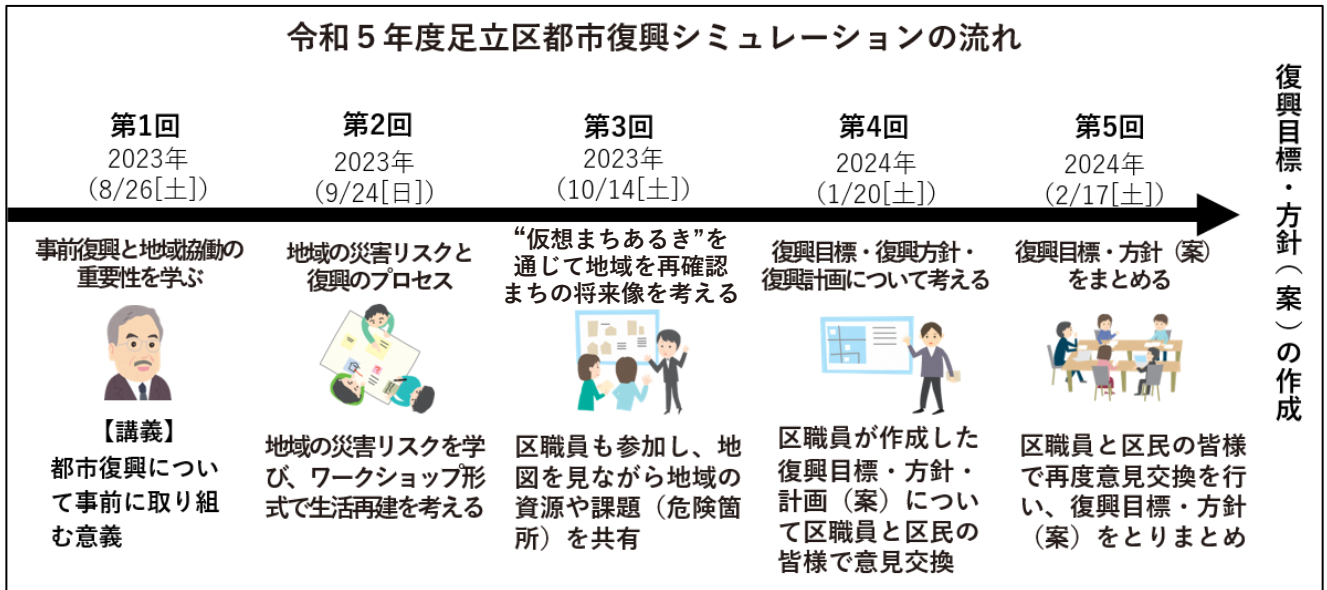 令和５年度足立区都市復興シミュレーションの流れ
第1回
2023年
（8/26[土]）
事前復興と地域協働の
重要性を学ぶ
【講義】
都市復興につい
て事前に取り組
む意義
第2回
2023年
（9/24[日]）
地域の災害リスクと
復興のプロセス
地域の災害リスクを学
び、ワークショップ形
式で生活再建を考える
第3回
2023年
（10/14[土]）
“仮想まちあるき”を
通じて地域を再確認
まちの将来像を考える
区職員も参加し、地
図を見ながら地域の
資源や課題（危険箇
所）を共有
第4回
2024年
（1/20[土]）
復興目標・復興方針・
復興計画について考える
区職員が作成した
復興目標・方針・
計画（案）につい
て区職員と区民の
皆様で意見交換
第5回
2024年
（2/17[土]）
復興目標・方針（案）
をまとめる
区職員と区民の皆様
で再度意見交換を行
い、復興目標・方針
（案）をとりまとめ
復興目標・方針（案）の作成